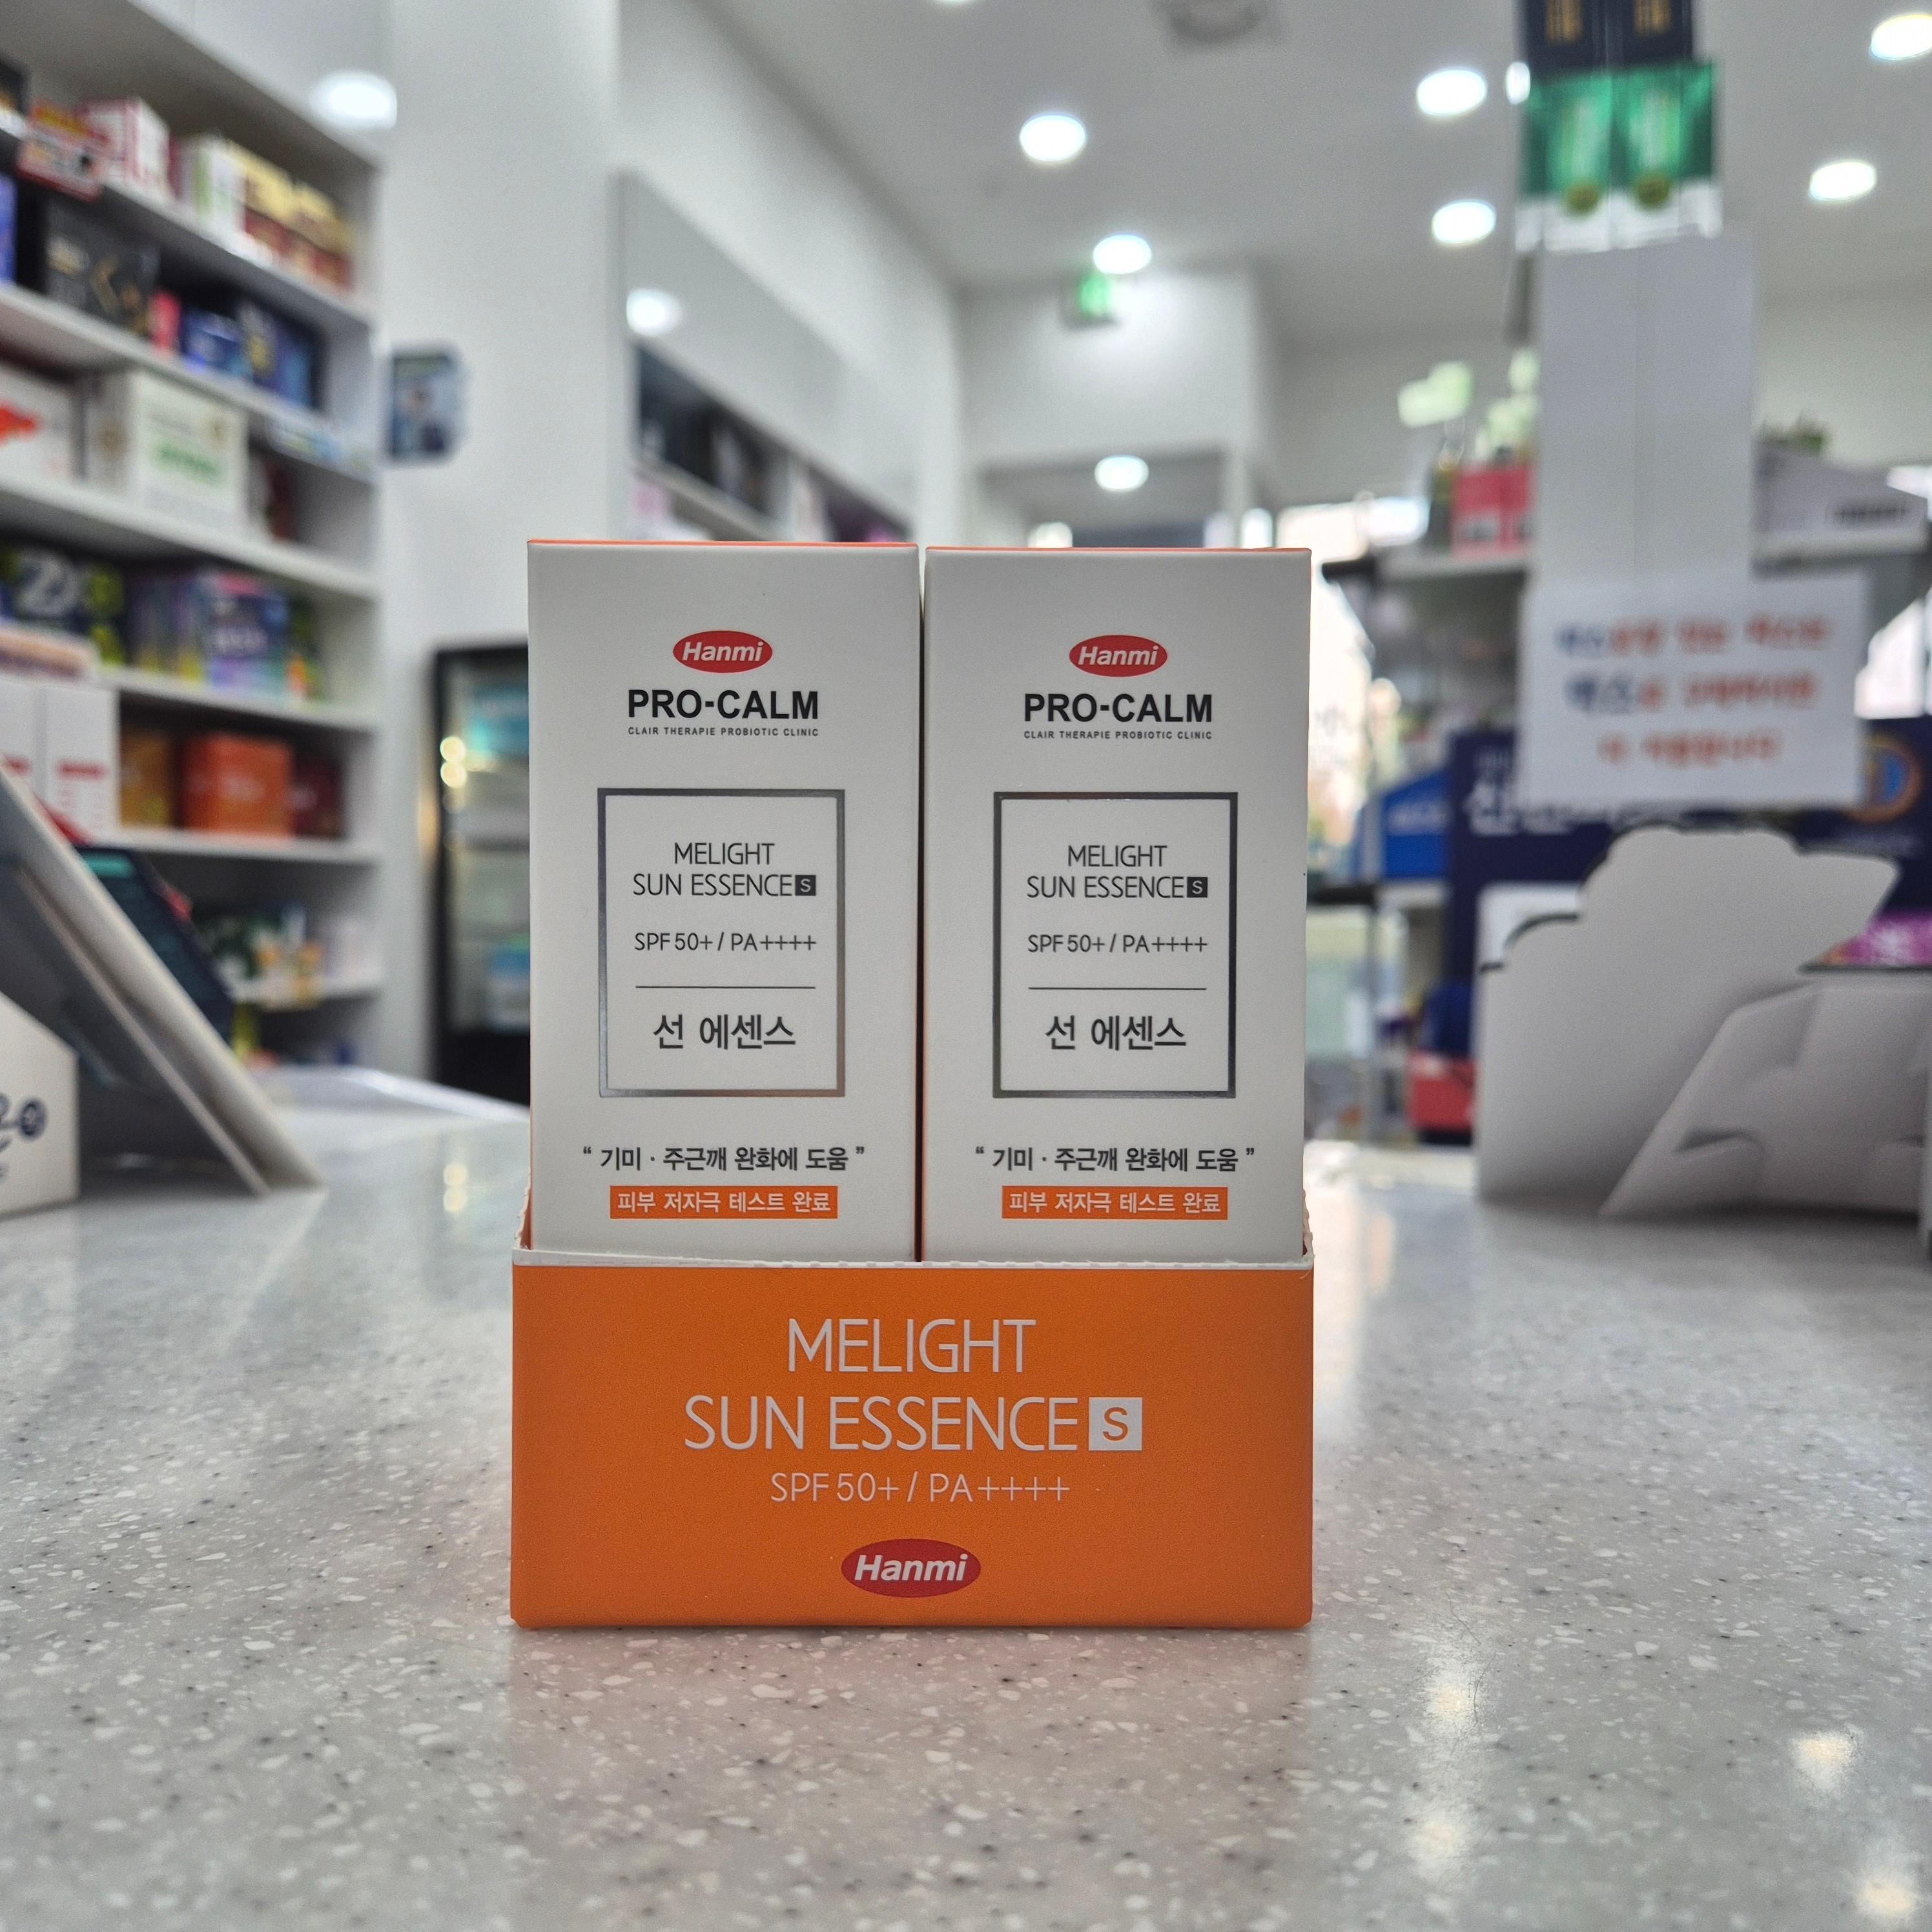 Hanmi
PRO-CALM
CLAIR THERAPIE PROBIOTIC CLINIC
MELIGHT
SUN ESSENCE S
SPF 50+ / PA++++
선 에센스
“ 기미 · 주근깨 완화에 도움 ”
피부 저자극 테스트 완료
Hanmi
PRO-CALM
CLAIR THERAPIE PROBIOTIC CLINIC
MELIGHT
SUN ESSENCE S
SPF 50+ / PA++++
선 에센스
“ 기미 · 주근깨 완화에 도움 ”
피부 저자극 테스트 완료
MELIGHT
SUN ESSENCE S
SPF 50+ / PA++++
Hanmi